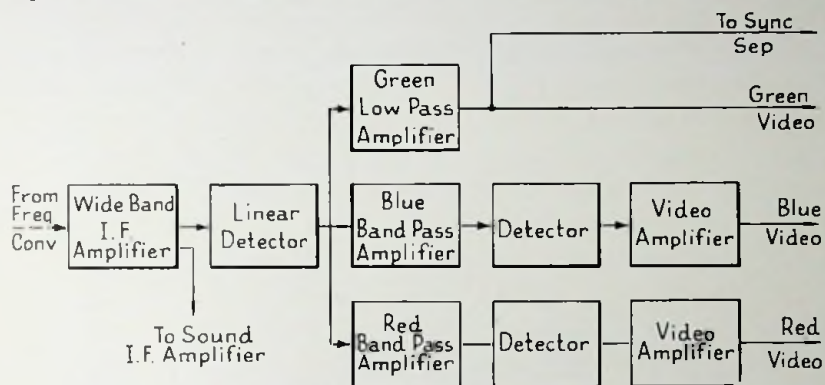 To Sync
Sep
Green
Low Pass
Amplifier
Green
Video
From
Freq
Conv
Wide Band
I.F.
Amplifier
Linear
Detector
Blue
Band Pass
Amplifier
Detector
Video
Amplifier
Blue
Video
To Sound
I.F. Amplifier
Red
Band Pass
Amplifier
Detector
Video
Amplifier
Red
Video